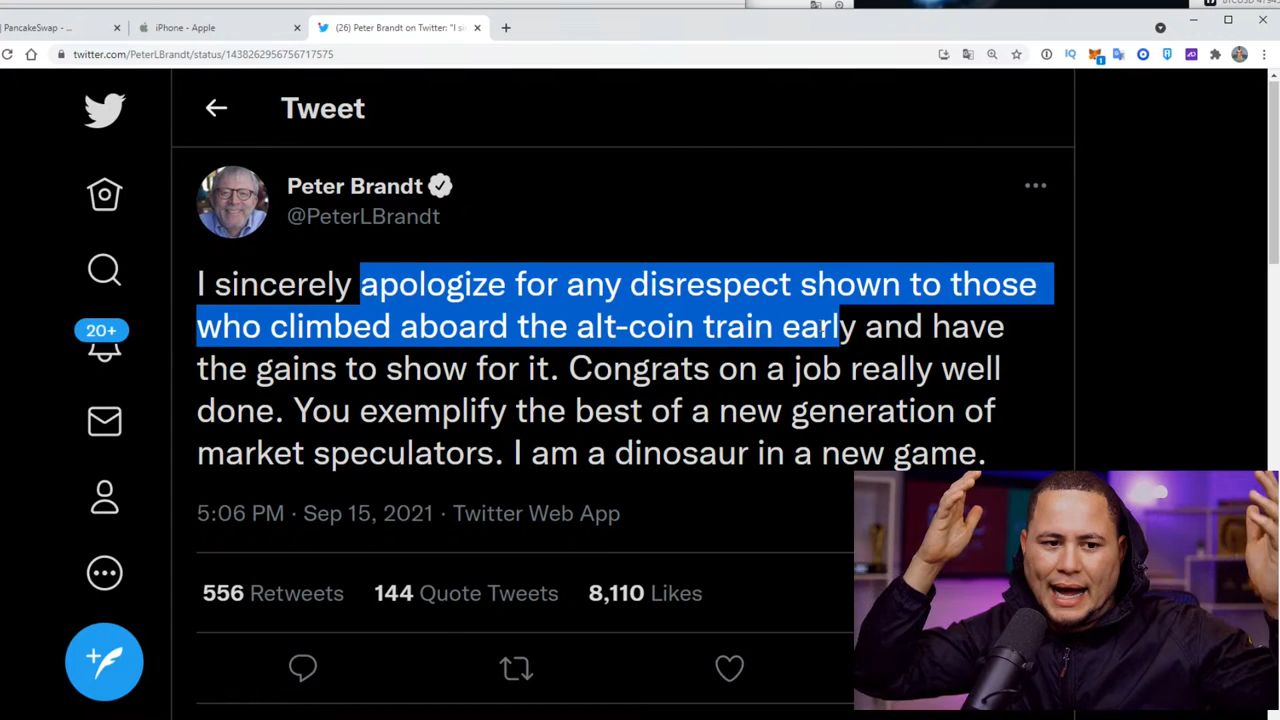 PancakeSwap - ...
iPhone - Apple
(26) Peter Brandt on Twitter: "I s
twitter.com/PeterLBrandt/status/1438262956756717575
Tweet
Peter Brandt
@PeterLBrandt
I sincerely apologize for any disrespect shown to those
who climbed aboard the alt-coin train early and have
the gains to show for it. Congrats on a job really well
done. You exemplify the best of a new generation of
market speculators. I am a dinosaur in a new game.
5:06 PM · Sep 15, 2021 · Twitter Web App
556 Retweets 144 Quote Tweets 8,110 Likes
20+
IQ
1